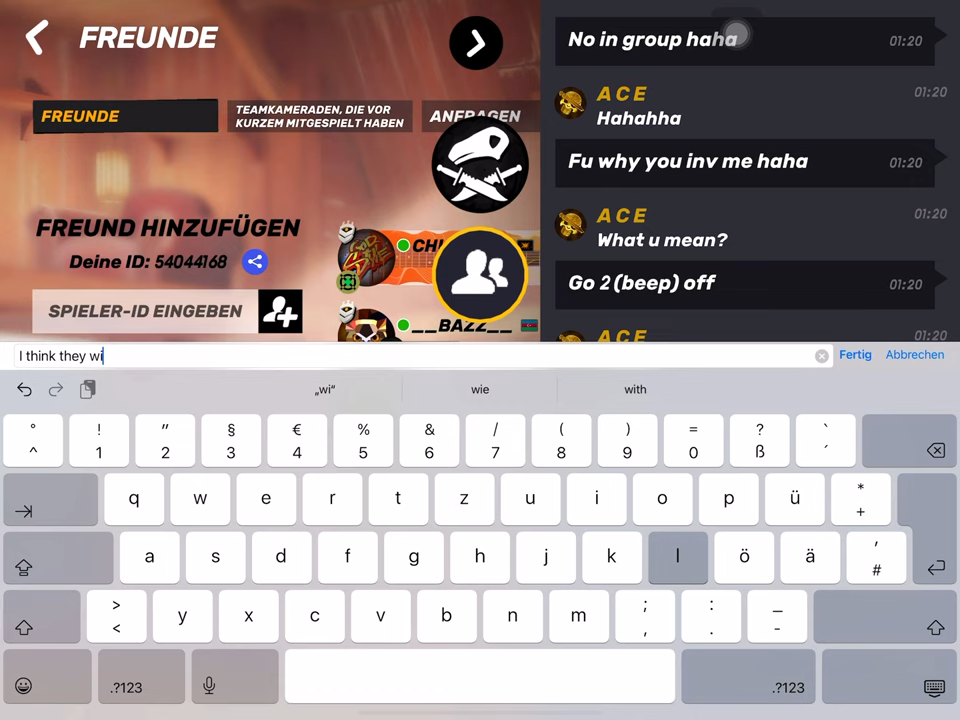 FREUNDE
FREUNDE
TEAMKAMERADEN, DIE VOR
KURZEM MITGESPIELT HABEN
ANFRAGEN
FREUND HINZUFÜGEN
Deine ID: 54044168
SPIELER-ID EINGEBEN
__BAZZ__
No in group haha
01:20
ACE
01:20
Hahahha
Fu why you inv me haha
01:20
ACE
01:20
What u mean?
Go 2 (beep) off
01:20
ACE
01:20
I think they wi
Fertig
Abbrechen
„wi“
wie
with
° ! " § € % & / ( ) = ? `
^ 1 2 3 4 5 6 7 8 9 0 ß ´
q w e r t z u i o p ü * +
a s d f g h j k l ö ä ' #
> < y x c v b n m ; , : . _ -
.?123
.?123